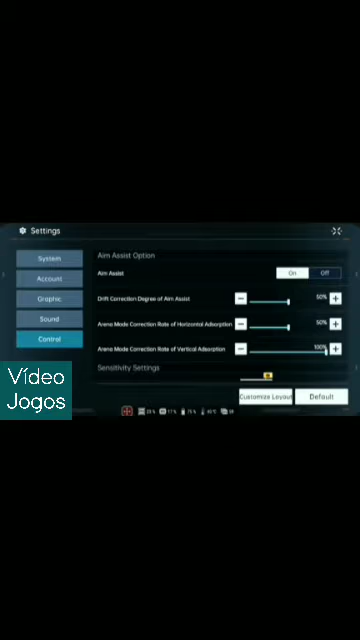 Settings
System
Account
Graphic
Sound
Control
Aim Assist Option
Aim Assist
On
Off
Drift Correction Degree of Aim Assist
50%
Arena Mode Correction Rate of Horizontal Adsorption
50%
Arena Mode Correction Rate of Vertical Adsorption
100%
Sensitivity Settings
Customize Layout
Default
Vídeo
Jogos